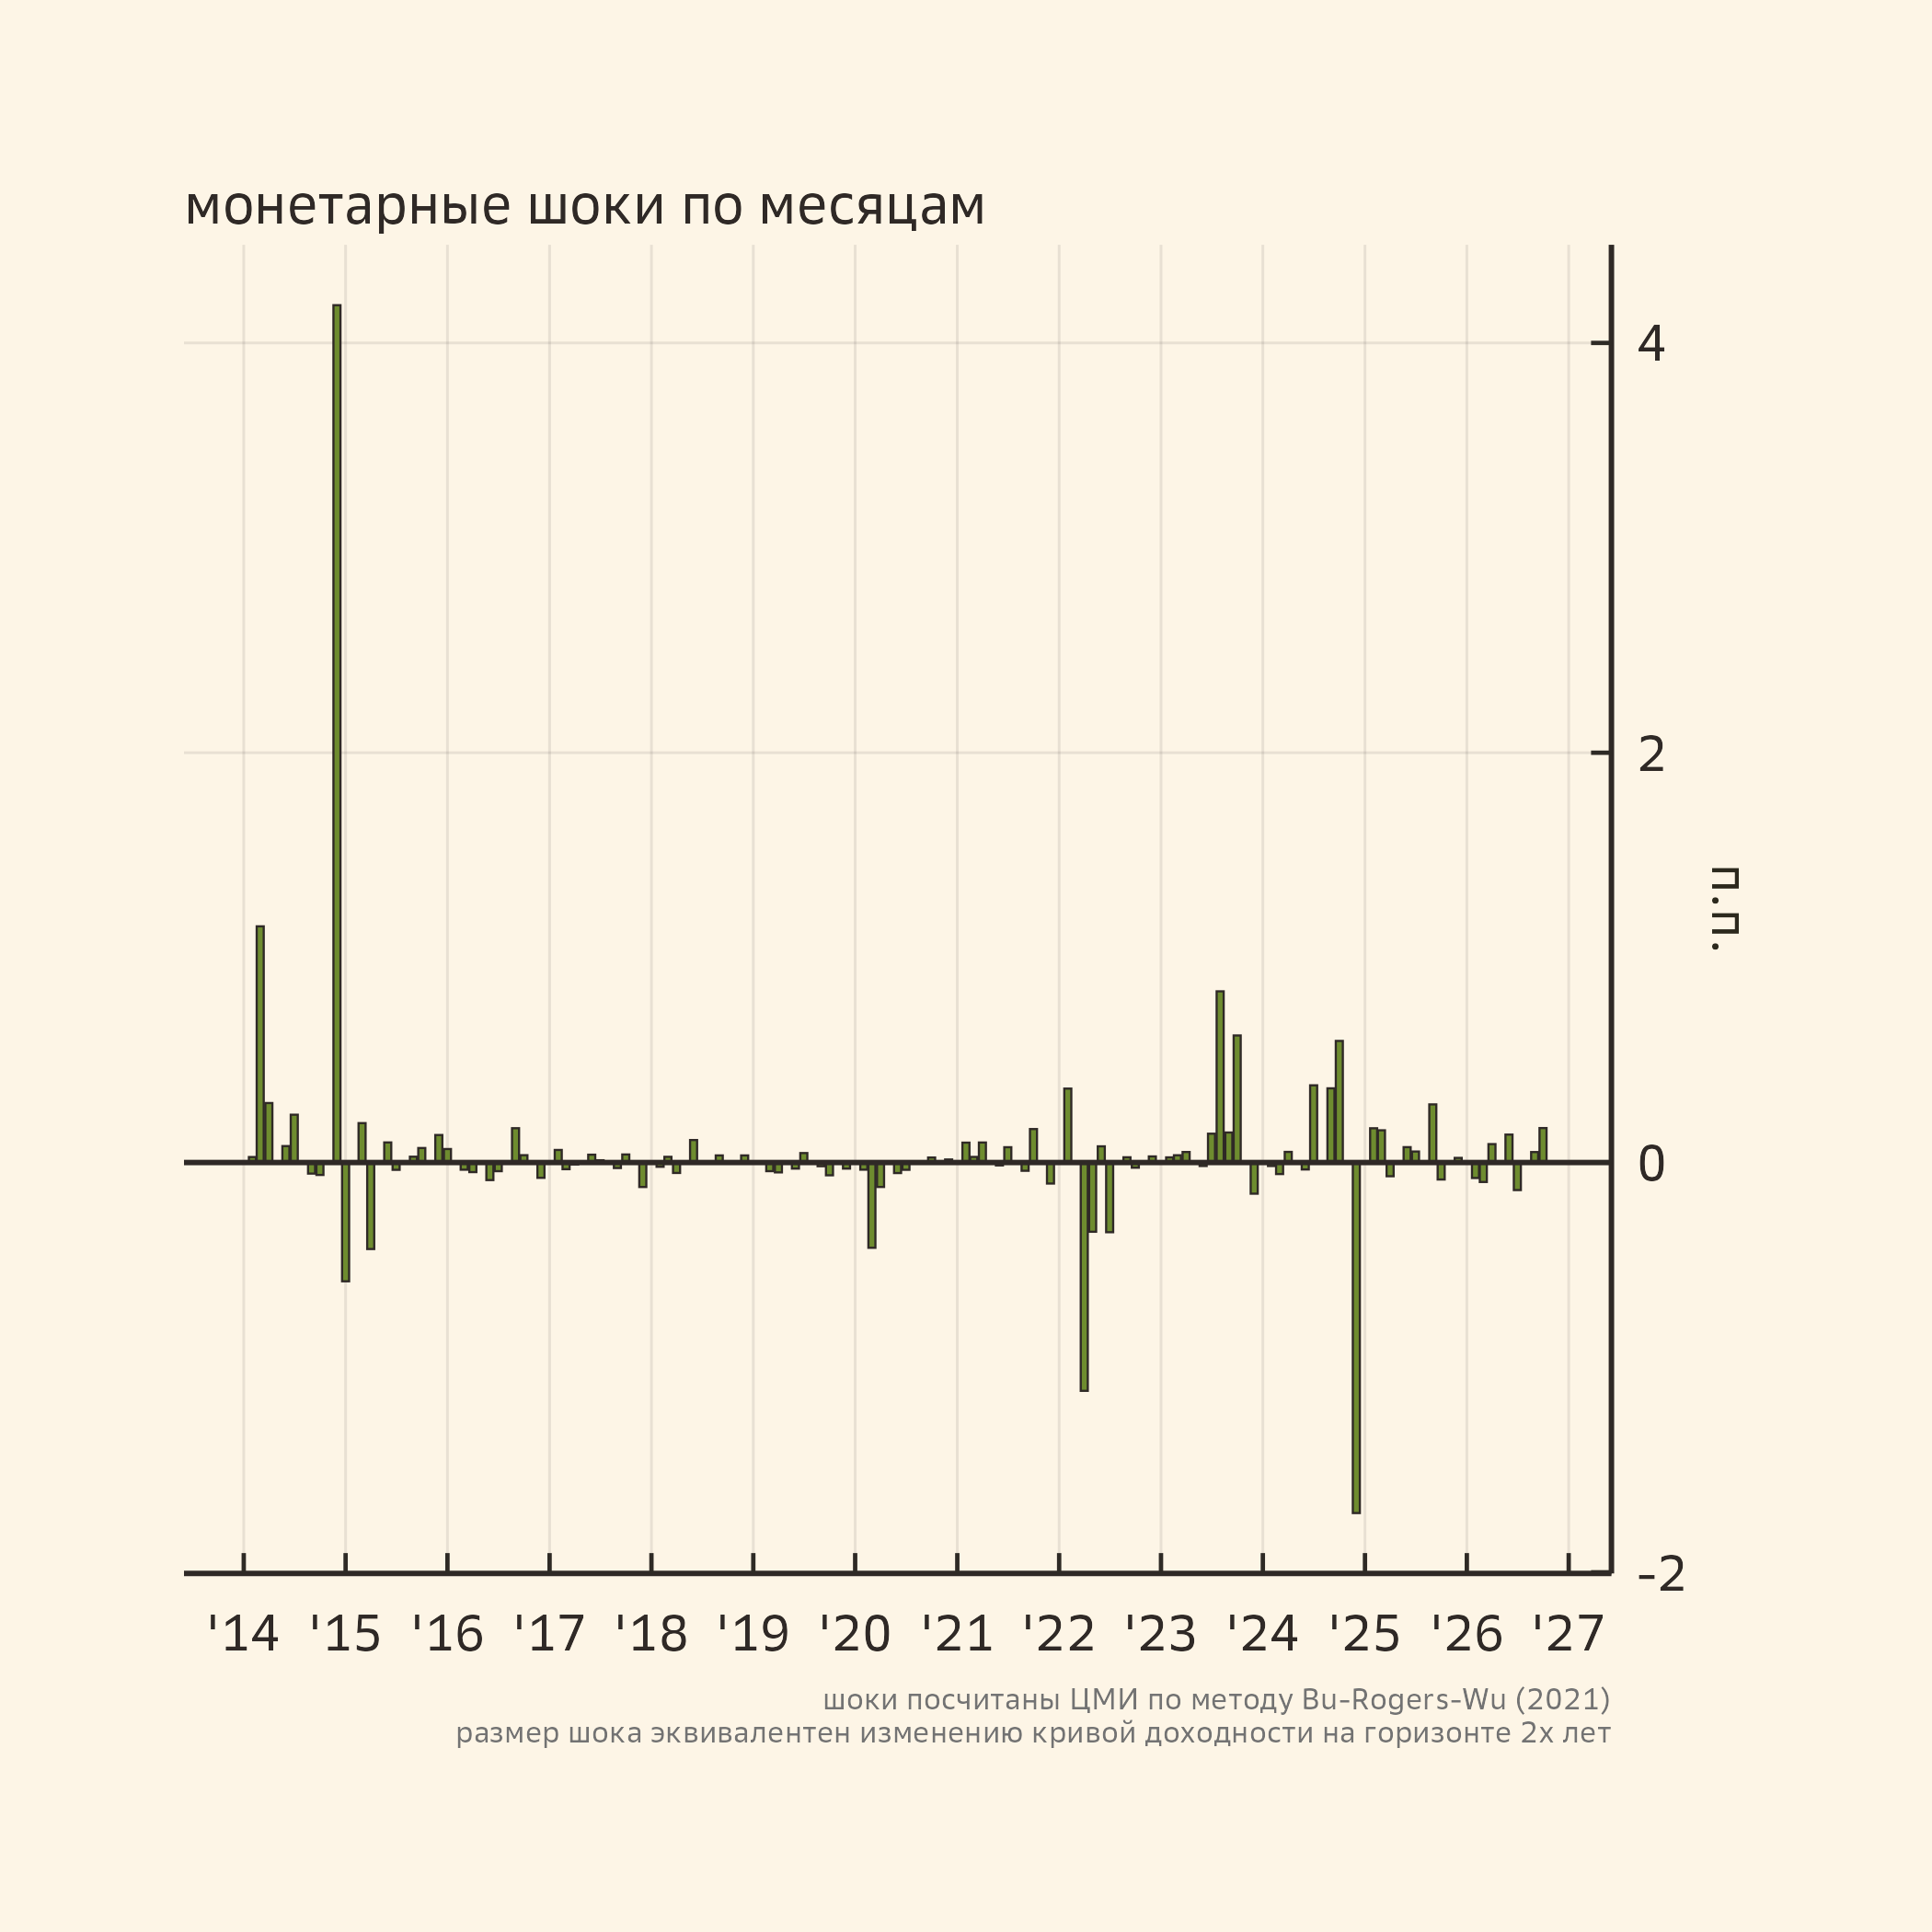 монетарные шоки по месяцам
4
2
0
-2
п.п.
'14 '15 '16 '17 '18 '19 '20 '21 '22 '23 '24 '25 '26 '27
шоки посчитаны ЦМИ по методу Bu-Rogers-Wu (2021)
размер шока эквивалентен изменению кривой доходности на горизонте 2х лет